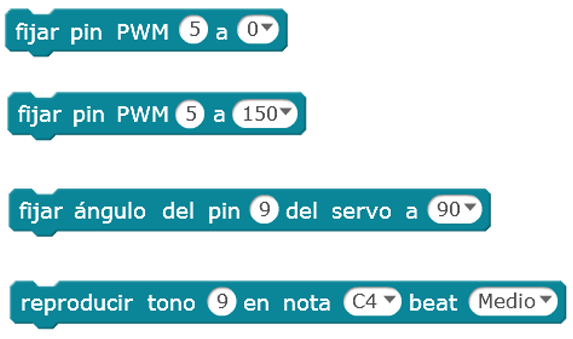 fijar pin PWM 5 a 0
fijar pin PWM 5 a 150
fijar ángulo del pin 9 del servo a 90
reproducir tono 9 en nota C4 beat Medio